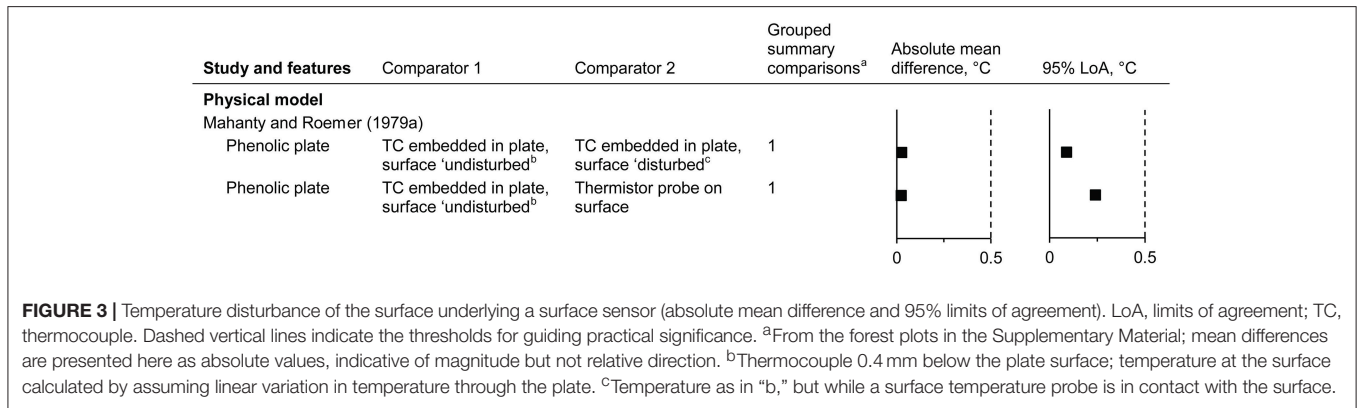 Study and features Comparator 1 Comparator 2 Grouped summary comparisonsa Absolute mean difference, °C 95% LoA, °C
Physical model
Mahanty and Roemer (1979a)
Phenolic plate TC embedded in plate, TC embedded in plate, 1
surface ‘undisturbedb surface ‘disturbedc
Phenolic plate TC embedded in plate, Thermistor probe on 1
surface ‘undisturbedb surface
0 0.5 0 0.5
FIGURE 3 | Temperature disturbance of the surface underlying a surface sensor (absolute mean difference and 95% limits of agreement). LoA, limits of agreement; TC,
thermocouple. Dashed vertical lines indicate the thresholds for guiding practical significance. aFrom the forest plots in the Supplementary Material; mean differences
are presented here as absolute values, indicative of magnitude but not relative direction. bThermocouple 0.4 mm below the plate surface; temperature at the surface
calculated by assuming linear variation in temperature through the plate. cTemperature as in “b,” but while a surface temperature probe is in contact with the surface.